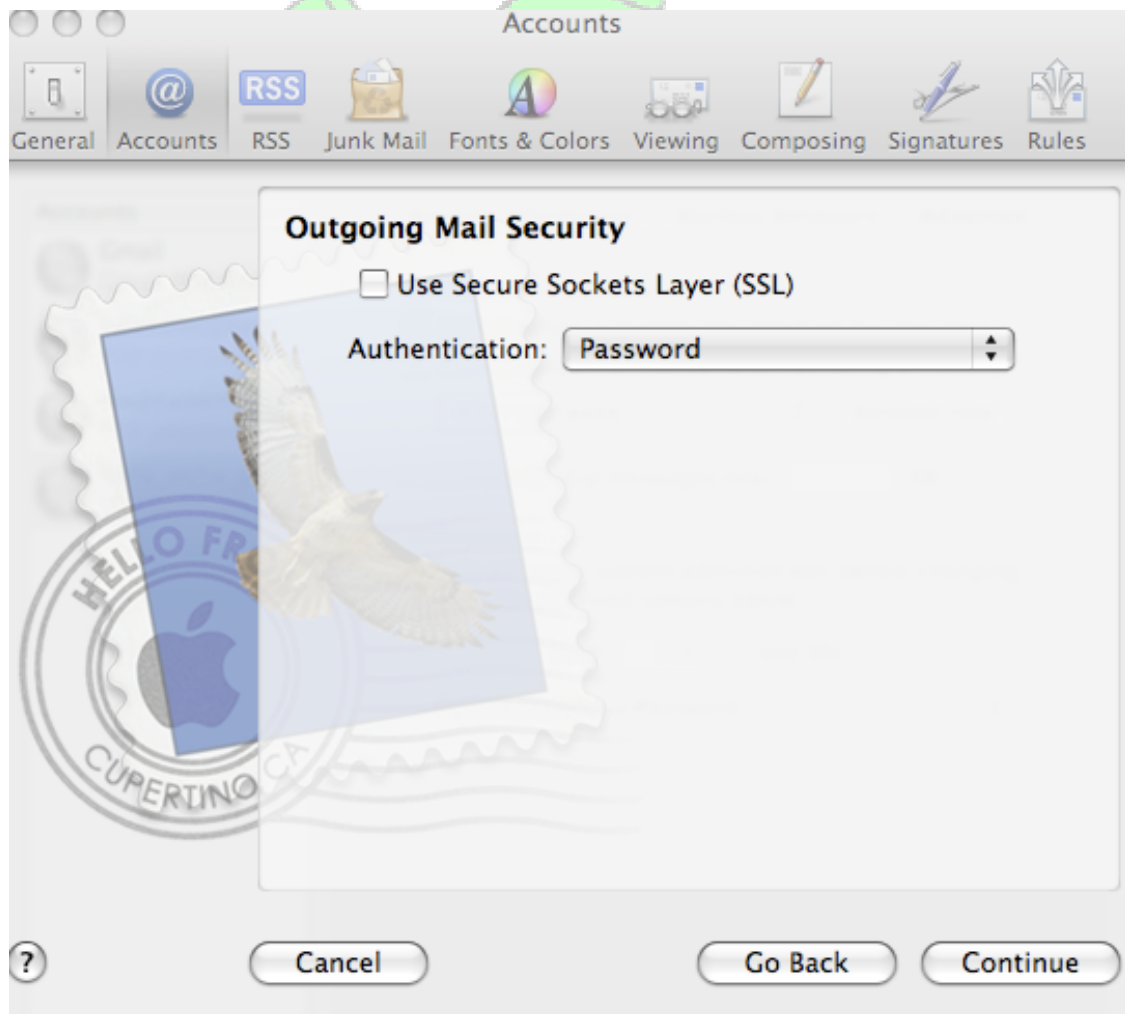 Accounts
General Accounts RSS Junk Mail Fonts & Colors Viewing Composing Signatures Rules
RSS
Outgoing Mail Security
Use Secure Sockets Layer (SSL)
Authentication: Password
HELLO FR
CUPERTINO CA
? Cancel Go Back Continue